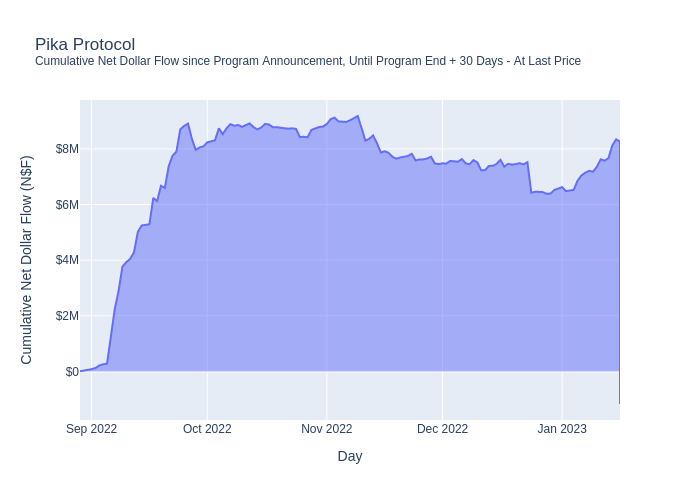 Pika Protocol
Cumulative Net Dollar Flow since Program Announcement, Until Program End + 30 Days - At Last Price
Cumulative Net Dollar Flow (N$F)
$8M
$6M
$4M
$2M
$0
Sep 2022
Oct 2022
Nov 2022
Dec 2022
Jan 2023
Day